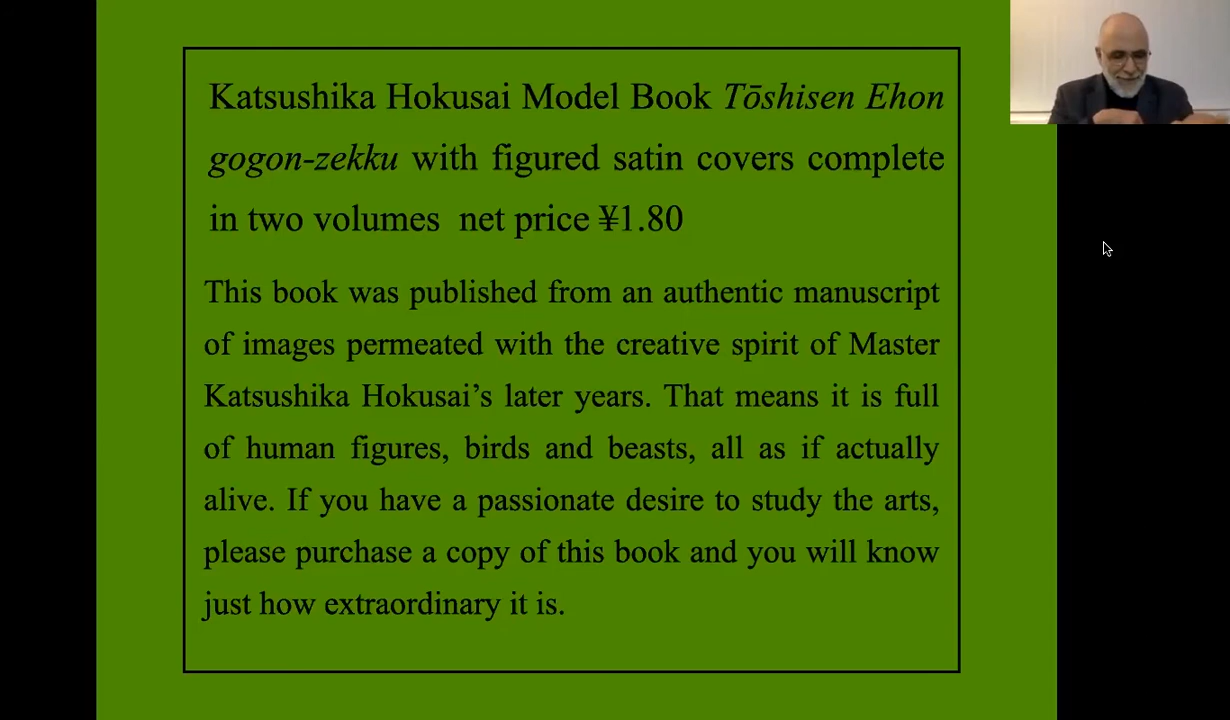 Katsushika Hokusai Model Book Tōshisen Ehon
gogon-zekku with figured satin covers complete
in two volumes net price ¥1.80
This book was published from an authentic manuscript
of images permeated with the creative spirit of Master
Katsushika Hokusai’s later years. That means it is full
of human figures, birds and beasts, all as if actually
alive. If you have a passionate desire to study the arts,
please purchase a copy of this book and you will know
just how extraordinary it is.